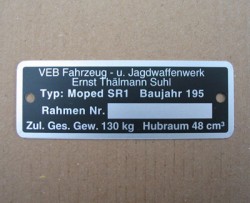 VEB Fahrzeug - u. Jagdwaffenwerk
Ernst Thälmann Suhl
Typ: Moped SR1 Baujahr 195
Rahmen Nr.
Zul. Ges. Gew. 130 kg Hubraum 48 cm³